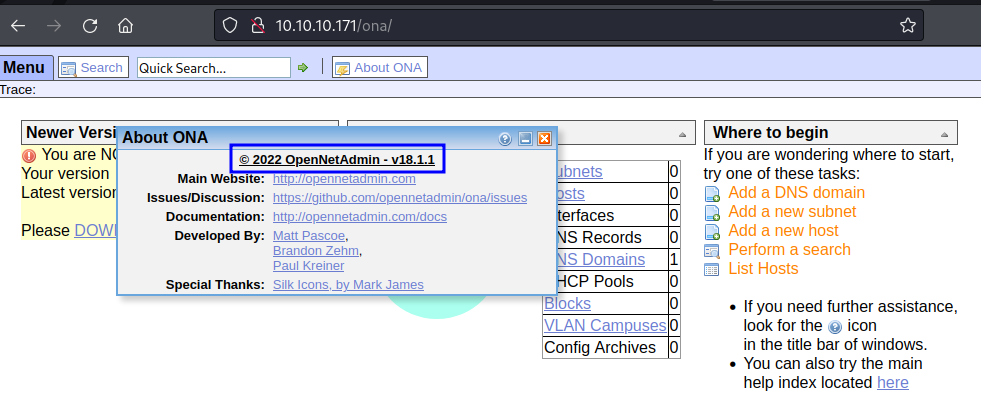 10.10.10.171/ona/
Menu Search Quick Search... | About ONA
Trace:
Newer Versi
You are NO
Your version
Latest version
Please DOW
About ONA
© 2022 OpenNetAdmin - v18.1.1
Main Website: http://opennetadmin.com
Issues/Discussion: https://github.com/opennetadmin/ona/issues
Documentation: http://opennetadmin.com/docs
Developed By: Matt Pascoe,
Brandon Zehm,
Paul Kreiner
Special Thanks: Silk Icons, by Mark James
ubnets 0
osts 0
terfaces 0
NS Records 0
NS Domains 1
HCP Pools 0
Blocks 0
VLAN Campuses 0
Config Archives 0
Where to begin
If you are wondering where to start,
try one of these tasks:
Add a DNS domain
Add a new subnet
Add a new host
Perform a search
List Hosts
• If you need further assistance,
look for the ? icon
in the title bar of windows.
• You can also try the main
help index located here